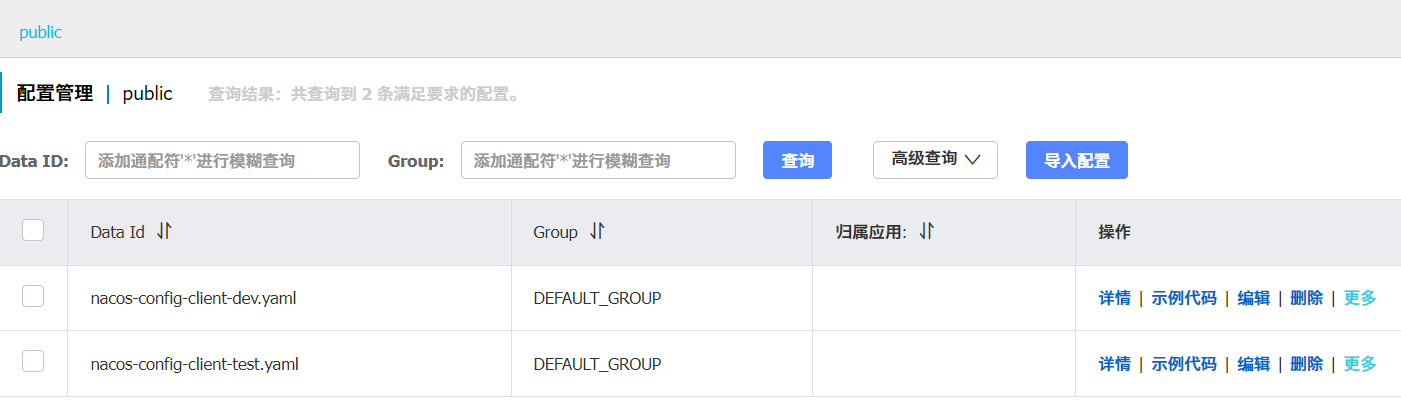 public
配置管理 | public 查询结果：共查询到 2 条满足要求的配置。
Data ID: 添加通配符'*'进行模糊查询 Group: 添加通配符'*'进行模糊查询 查询 高级查询 导入配置
Data Id Group 归属应用: 操作
nacos-config-client-dev.yaml DEFAULT_GROUP 详情 | 示例代码 | 编辑 | 删除 | 更多
nacos-config-client-test.yaml DEFAULT_GROUP 详情 | 示例代码 | 编辑 | 删除 | 更多